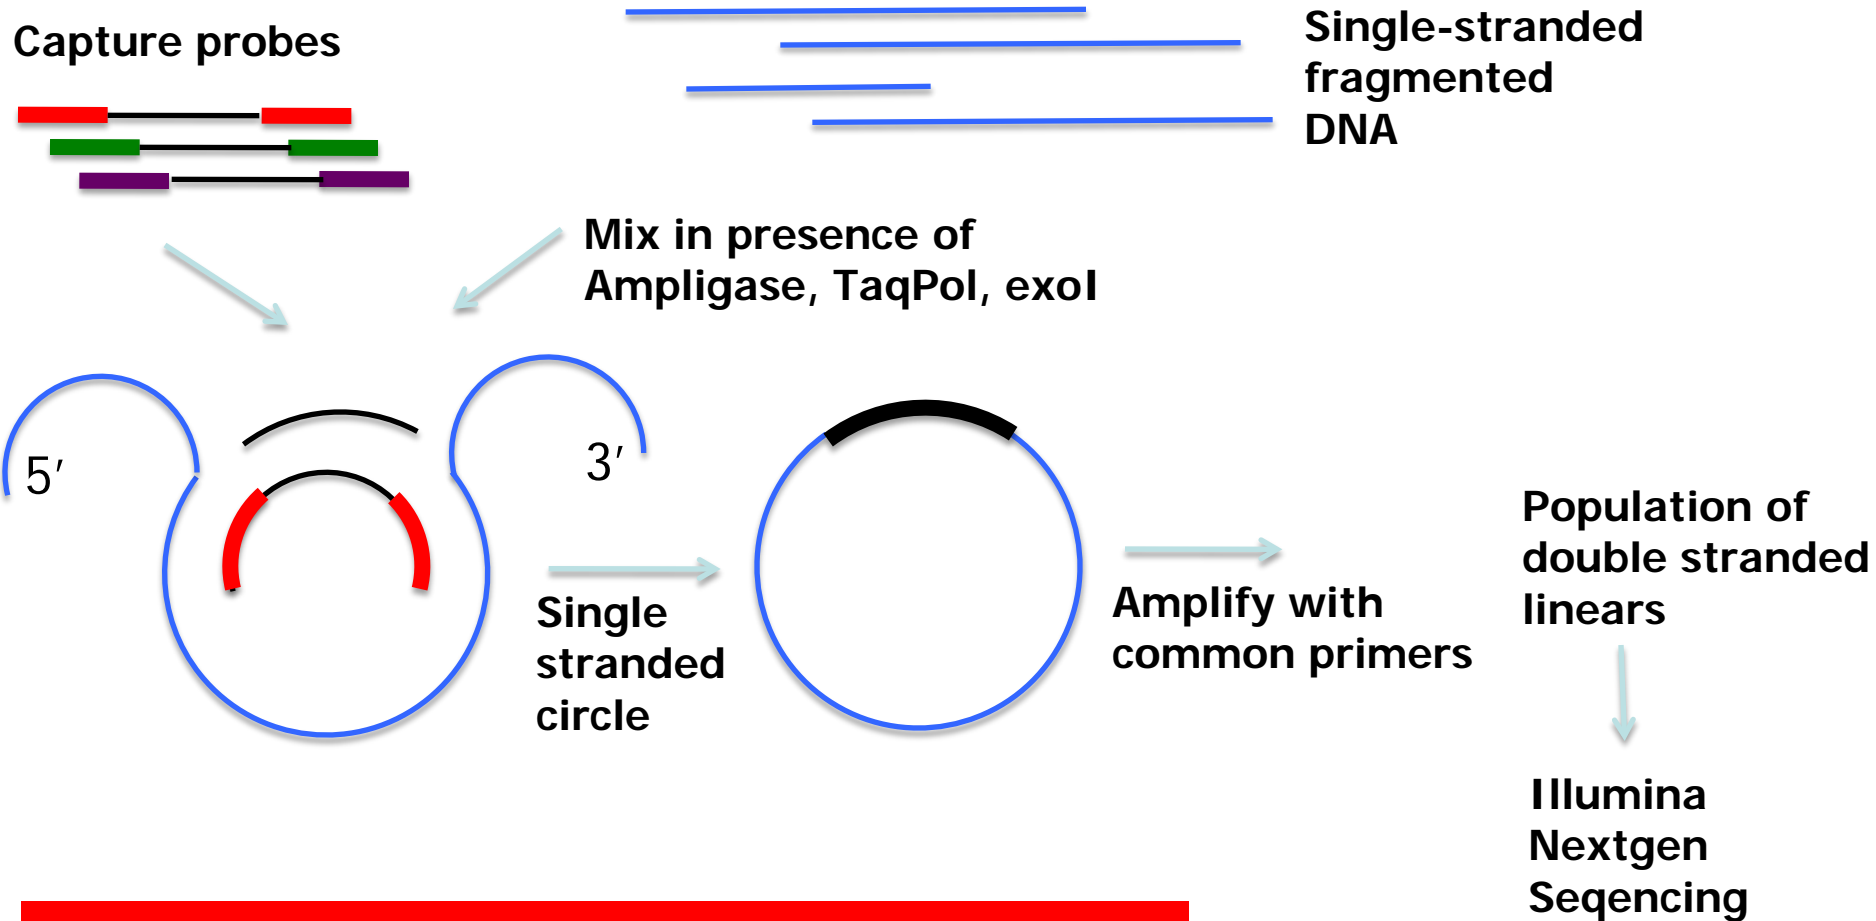 Capture probes
Single-stranded
fragmented
DNA
Mix in presence of
Ampligase, TaqPol, exoI
5′
3′
Single
stranded
circle
Amplify with
common primers
Population of
double stranded
linears
Illumina
Nextgen
Seqencing